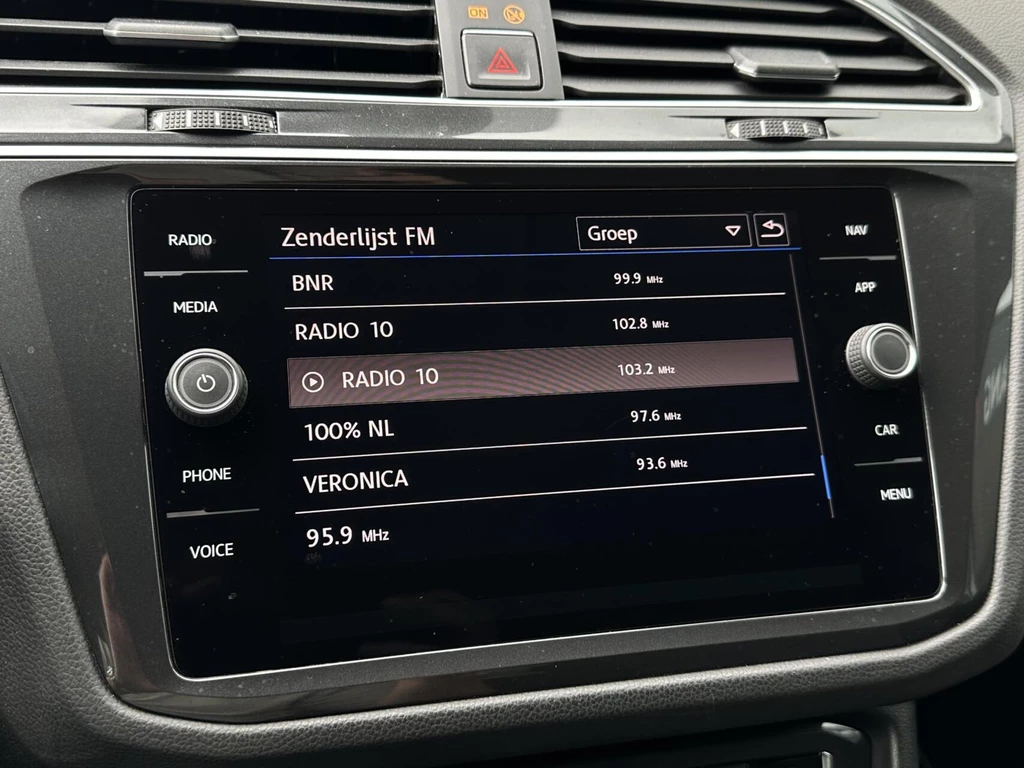 ON
RADIO
MEDIA
PHONE
VOICE
Zenderlijst FM Groep
BNR 99.9 MHz
RADIO 10 102.8 MHz
RADIO 10 103.2 MHz
100% NL 97.6 MHz
VERONICA 93.6 MHz
95.9 MHz
NAV
APP
CAR
MENU